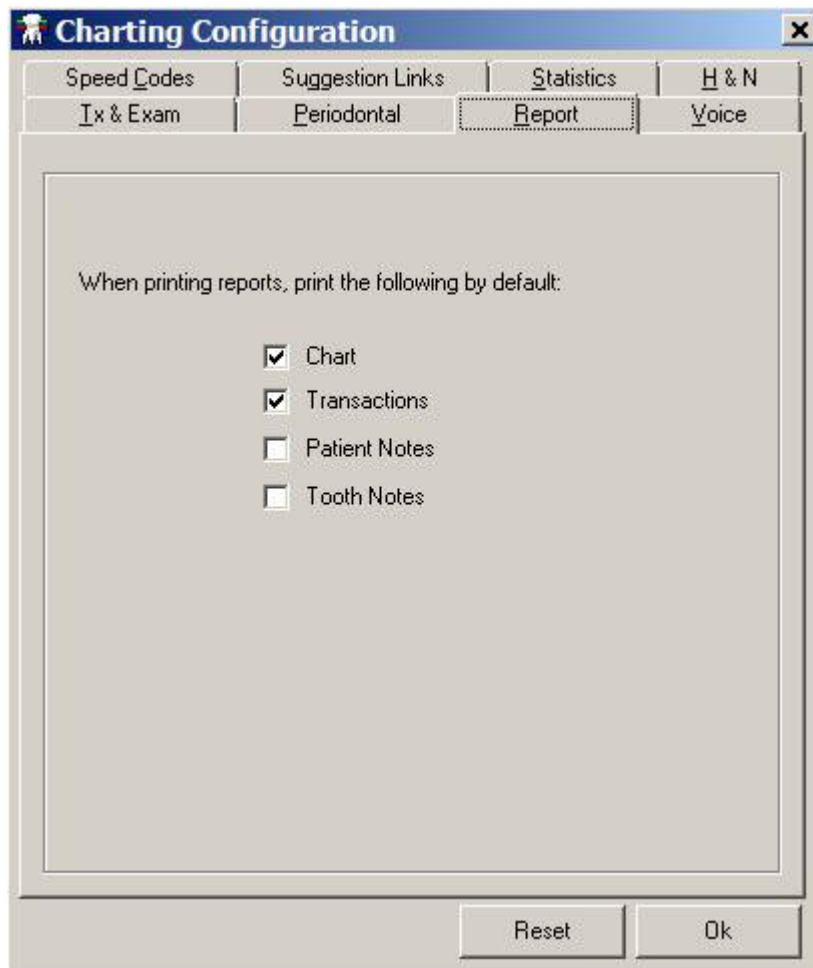 Charting Configuration
Speed Codes Suggestion Links Statistics H & N
Tx & Exam Periodontal Report Voice
When printing reports, print the following by default:
Chart
Transactions
Patient Notes
Tooth Notes
Reset Ok